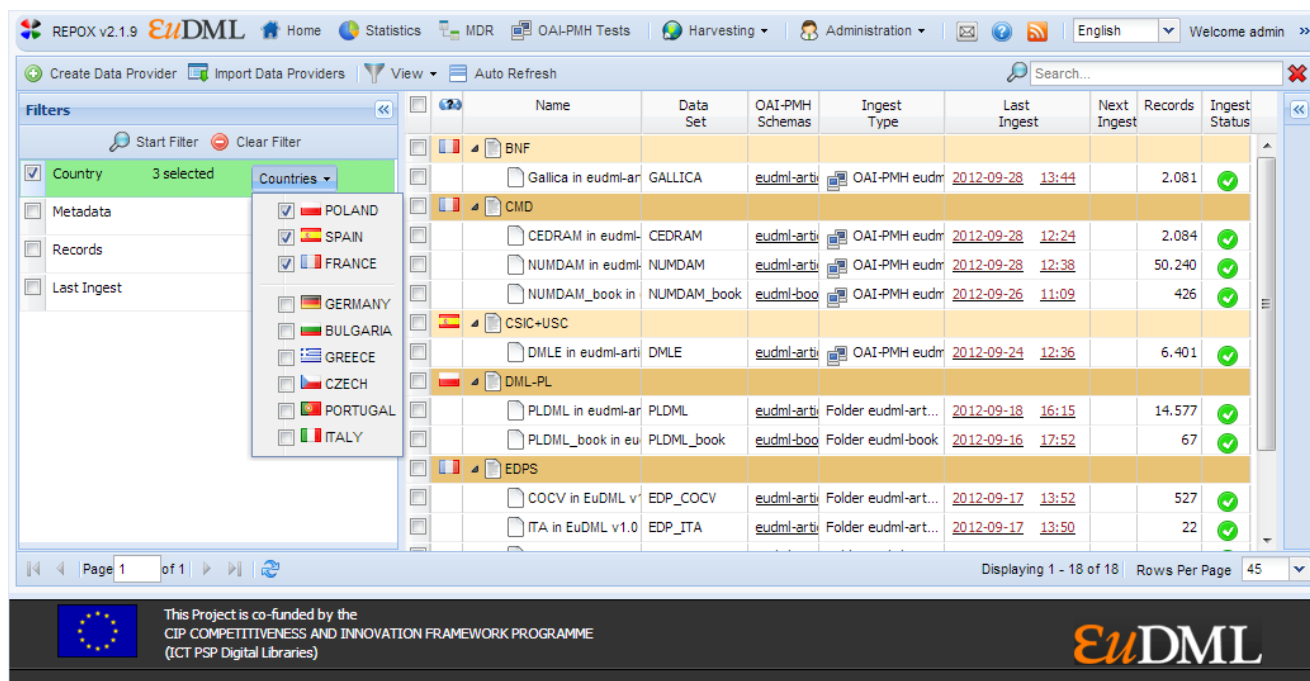 REPOX v2.1.9 EuDML Home Statistics MDR OAI-PMH Tests Harvesting Administration English Welcome admin »
Create Data Provider Import Data Providers View Auto Refresh Search...
Filters
Start Filter Clear Filter
Country 3 selected Countries
Metadata
Records
Last Ingest
POLAND
SPAIN
FRANCE
GERMANY
BULGARIA
GREECE
CZECH
PORTUGAL
ITALY
Name Data Set OAI-PMH Schemas Ingest Type Last Ingest Next Ingest Records Ingest Status
BNF
Gallica in eudml-ar GALLICA eudml-arti OAI-PMH eudm 2012-09-28 13:44 2.081
CMD
CEDRAM in eudml- CEDRAM eudml-arti OAI-PMH eudm 2012-09-28 12:24 2.084
NUMDAM in eudml- NUMDAM eudml-arti OAI-PMH eudm 2012-09-28 12:38 50.240
NUMDAM_book in NUMDAM_book eudml-boo OAI-PMH eudm 2012-09-26 11:09 426
CSIC+USC
DMLE in eudml-arti DMLE eudml-arti OAI-PMH eudm 2012-09-24 12:36 6.401
DML-PL
PLDML in eudml-ar PLDML eudml-arti Folder eudml-art... 2012-09-18 16:15 14.577
PLDML_book in eu PLDML_book eudml-boo Folder eudml-book 2012-09-16 17:52 67
EDPS
COCV in EuDML v1 EDP_COCV eudml-arti Folder eudml-art... 2012-09-17 13:52 527
ITA in EuDML v1.0 EDP_ITA eudml-arti Folder eudml-art... 2012-09-17 13:50 22
Page 1 of 1 Displaying 1 - 18 of 18 Rows Per Page 45
This Project is co-funded by the
CIP COMPETITIVENESS AND INNOVATION FRAMEWORK PROGRAMME
(ICT PSP Digital Libraries)
EuDML